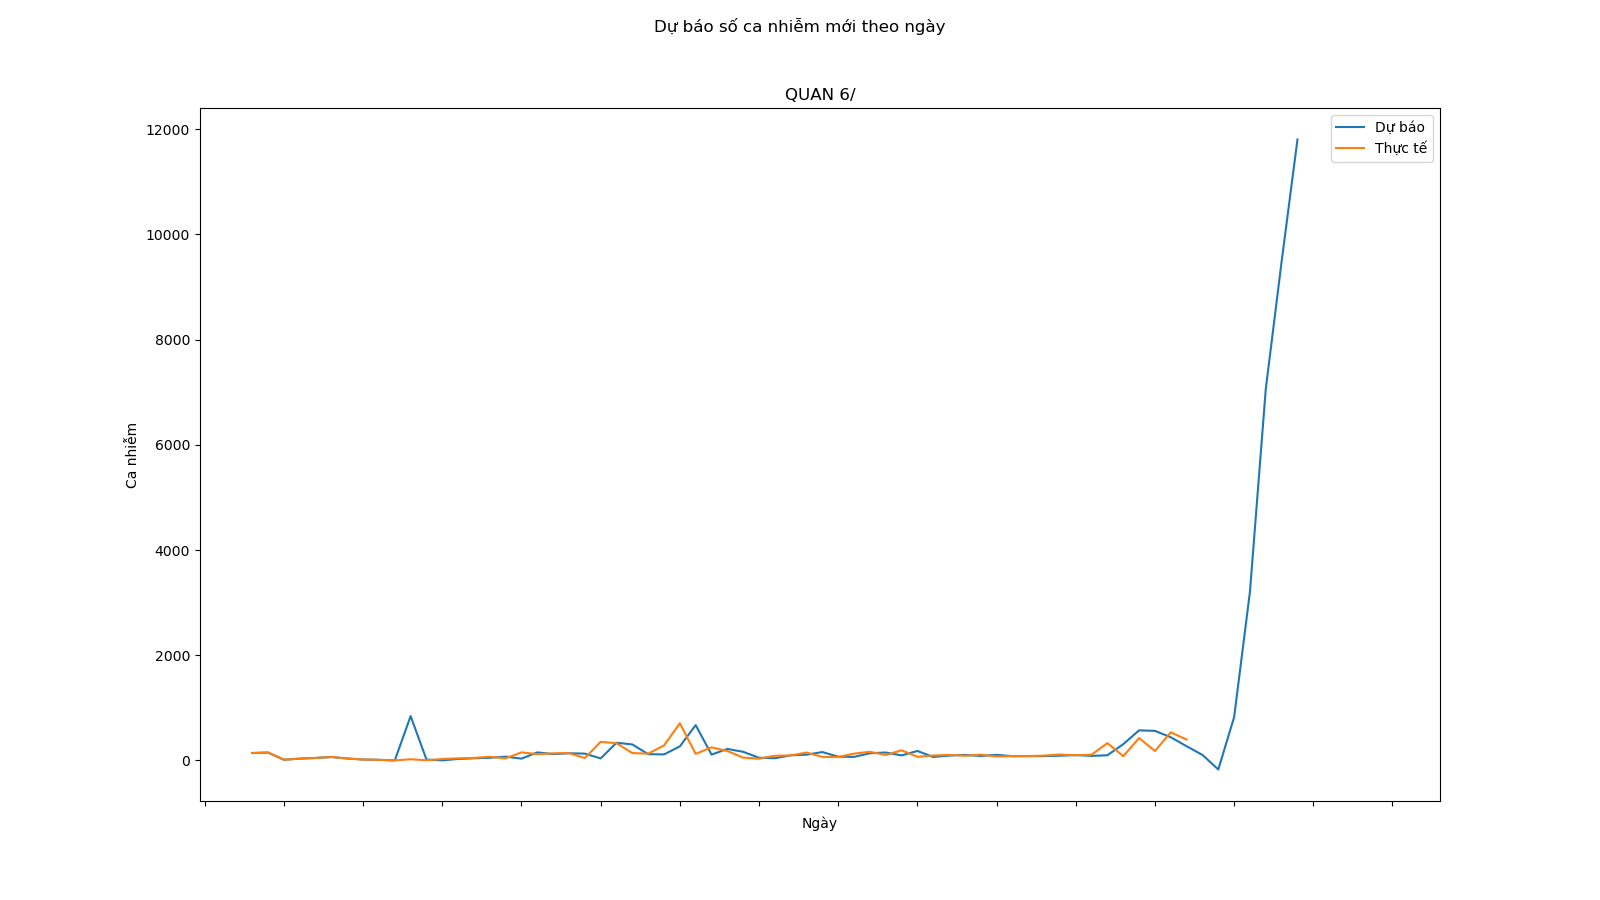 Dự báo số ca nhiễm mới theo ngày
QUAN 6/
Dự báo
Thực tế
12000
10000
8000
6000
4000
2000
0
Ca nhiễm
Ngày